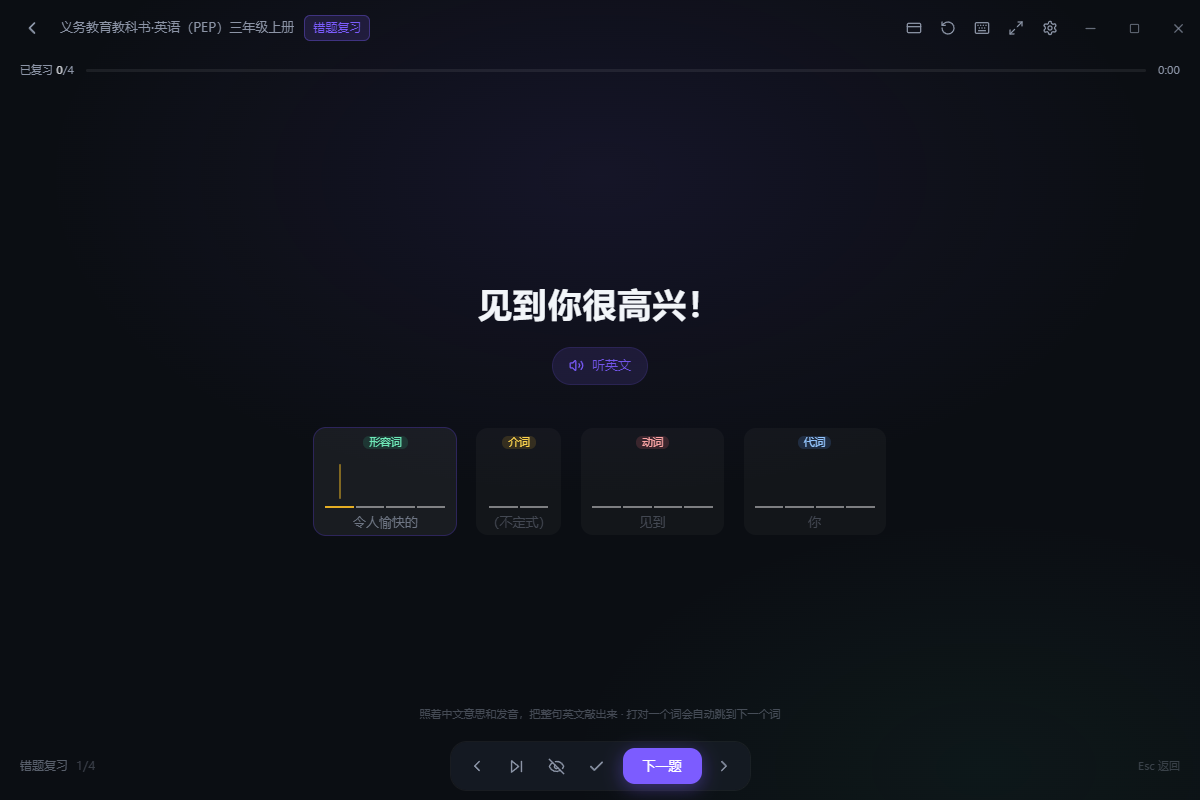 义务教育教科书·英语（PEP）三年级上册 错题复习
已复习 0/4 0:00
见到你很高兴！
听英文
形容词 介词 动词 代词
令人愉快的 (不定式) 见到 你
照着中文意思和发音，把整句英文敲出来 · 打对一个词会自动跳到下一个词
错题复习 1/4 下一题 Esc 返回